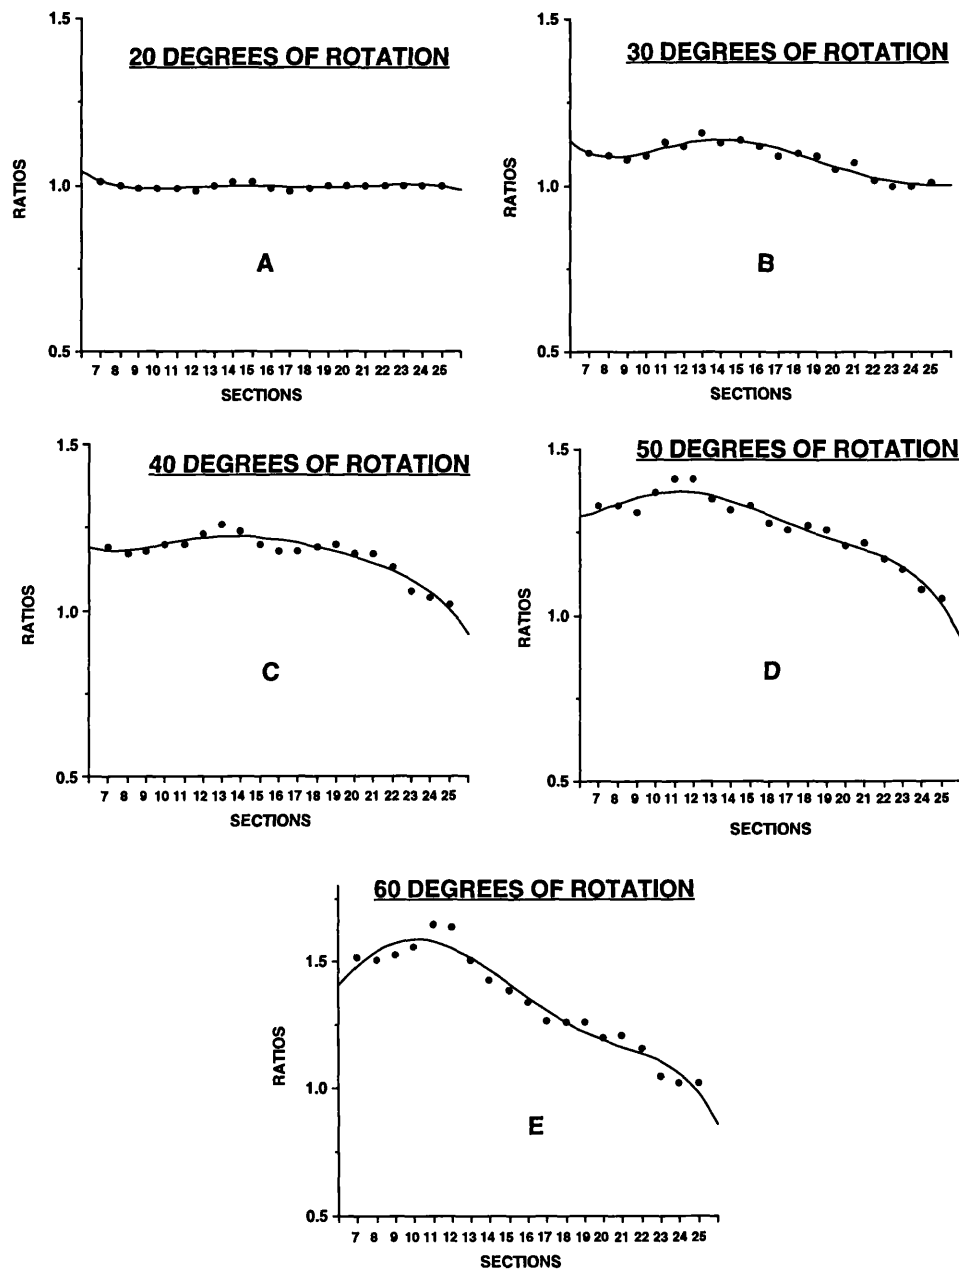 20 DEGREES OF ROTATION
1.5
1.0
0.5
RATIOS
A
7 8 9 10 11 12 13 14 15 16 17 18 19 20 21 22 23 24 25
SECTIONS
30 DEGREES OF ROTATION
1.5
1.0
0.5
RATIOS
B
7 8 9 10 11 12 13 14 15 16 17 18 19 20 21 22 23 24 25
SECTIONS
40 DEGREES OF ROTATION
1.5
1.0
0.5
RATIOS
C
7 8 9 10 11 12 13 14 15 16 17 18 19 20 21 22 23 24 25
SECTIONS
50 DEGREES OF ROTATION
1.5
1.0
0.5
RATIOS
D
7 8 9 10 11 12 13 14 15 16 17 18 19 20 21 22 23 24 25
SECTIONS
60 DEGREES OF ROTATION
1.5
1.0
0.5
RATIOS
E
7 8 9 10 11 12 13 14 15 16 17 18 19 20 21 22 23 24 25
SECTIONS